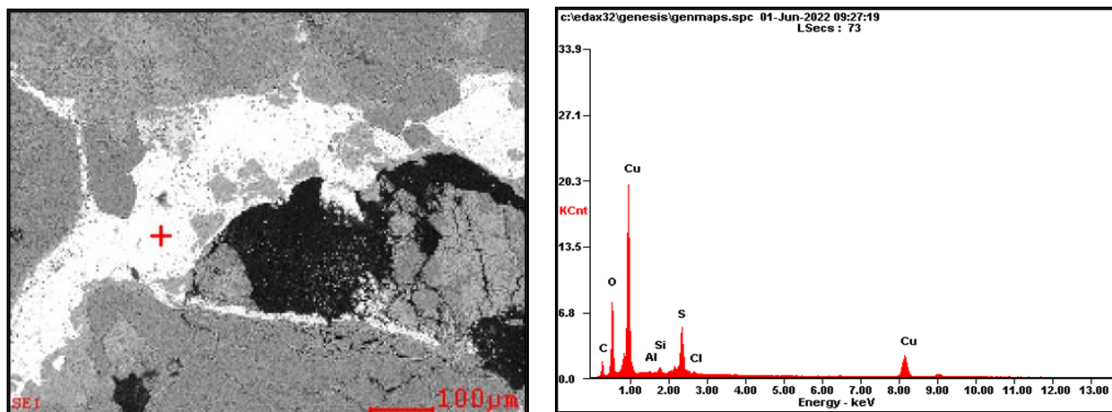 SE1
100µm
c:\edax32\genesis\genmaps.spc 01-Jun-2022 09:27:19
LSecs : 73
33.9
27.1
20.3
KCnt
13.5
6.8
0.0
C
O
Cu
Al
Si
S
Cl
Cu
1.00 2.00 3.00 4.00 5.00 6.00 7.00 8.00 9.00 10.00 11.00 12.00 13.00
Energy - keV